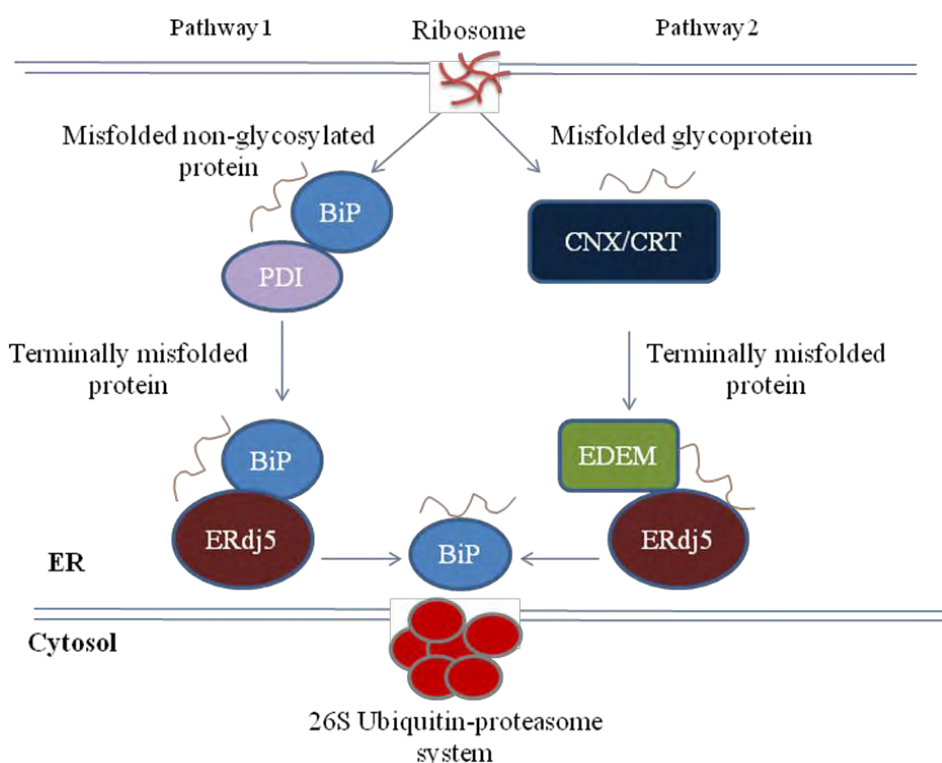 Pathway 1
Ribosome
Pathway 2
Misfolded non-glycosylated
protein
Misfolded glycoprotein
BiP
PDI
CNX/CRT
Terminally misfolded
protein
Terminally misfolded
protein
BiP
ERdj5
EDEM
ERdj5
BiP
ER
Cytosol
26S Ubiquitin-proteasome
system